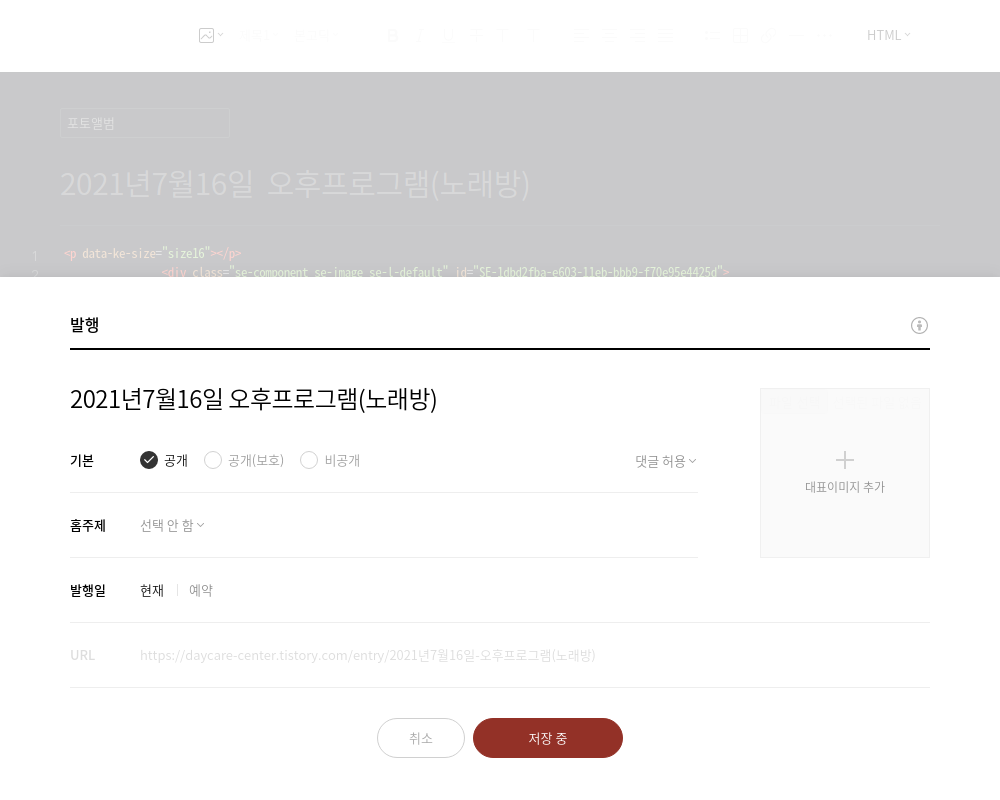 HTML
포토앨범
2021년7월16일 오후프로그램(노래방)
1 <p data-ke-size="size16"></p>
2 <div class="se-component se-image se-l-default" id="SE-1dbd2fba-e603-11eb-bbb9-f70e95e4425d">
발행
2021년7월16일 오후프로그램(노래방)
기본 공개 공개(보호) 비공개 댓글 허용
대표이미지 추가
홈주제 선택 안 함
발행일 현재 예약
URL https://daycare-center.tistory.com/entry/2021년7월16일-오후프로그램(노래방)
취소 저장 중